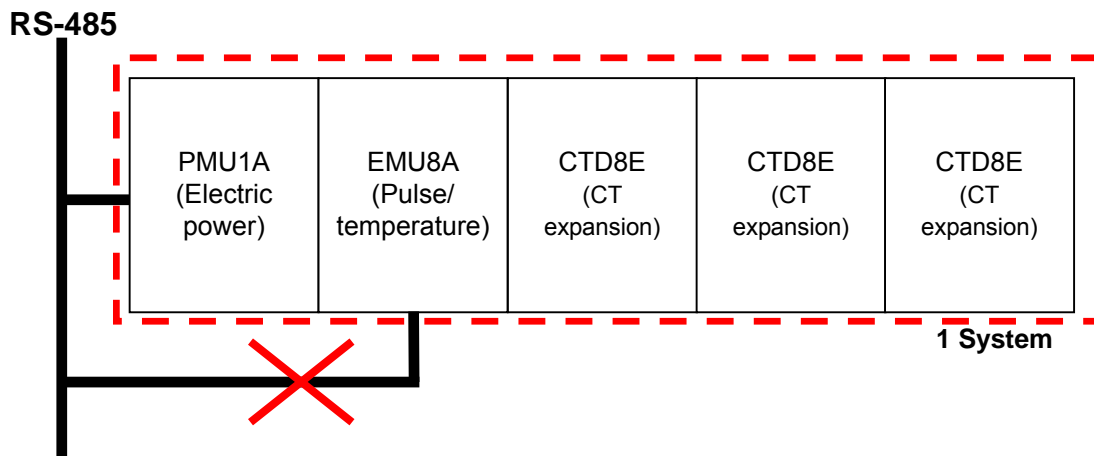 RS-485
PMU1A
(Electric
power)
EMU8A
(Pulse/
temperature)
CTD8E
(CT
expansion)
CTD8E
(CT
expansion)
CTD8E
(CT
expansion)
1 System